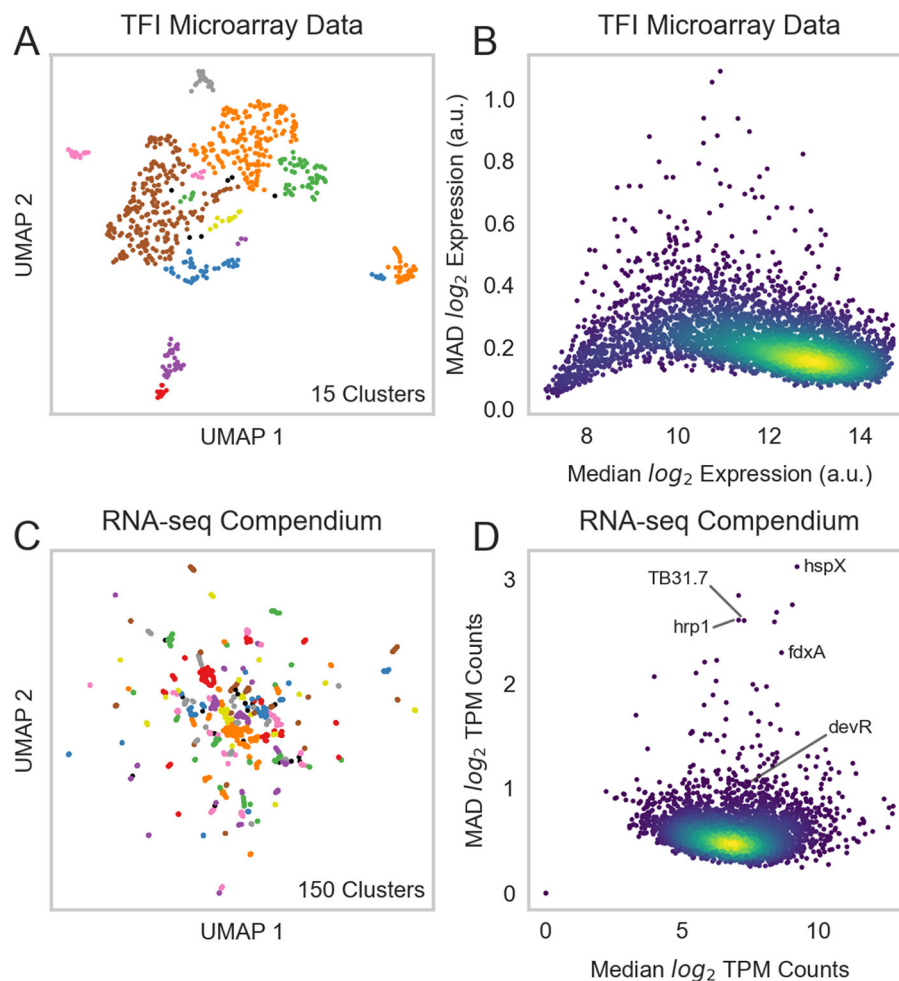 A
TFI Microarray Data
UMAP 2
15 Clusters
UMAP 1
B
TFI Microarray Data
MAD log₂ Expression (a.u.)
1.0
0.8
0.6
0.4
0.2
0.0
8 10 12 14
Median log₂ Expression (a.u.)
C
RNA-seq Compendium
UMAP 2
150 Clusters
UMAP 1
D
RNA-seq Compendium
MAD log₂ TPM Counts
3
2
1
0
hspX
TB31.7
hrp1
fdxA
devR
0 5 10
Median log₂ TPM Counts